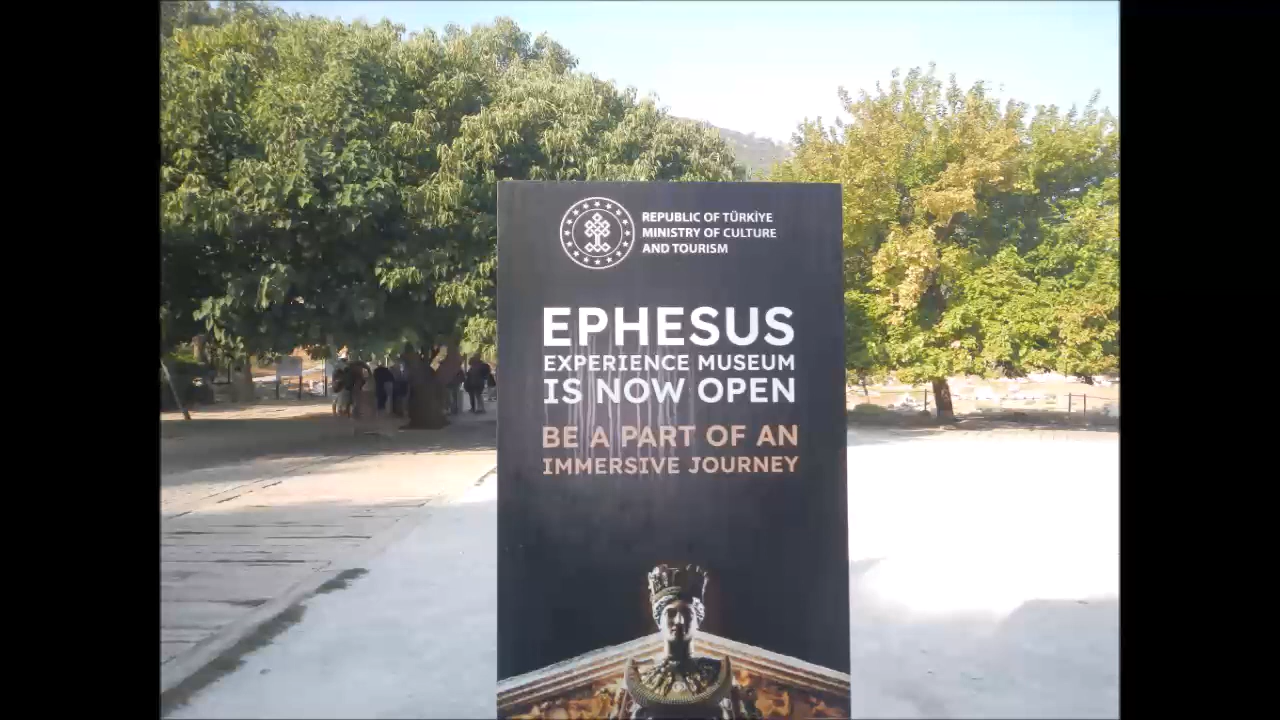 REPUBLIC OF TÜRKİYE
MINISTRY OF CULTURE
AND TOURISM
EPHESUS
EXPERIENCE MUSEUM
IS NOW OPEN
BE A PART OF AN
IMMERSIVE JOURNEY